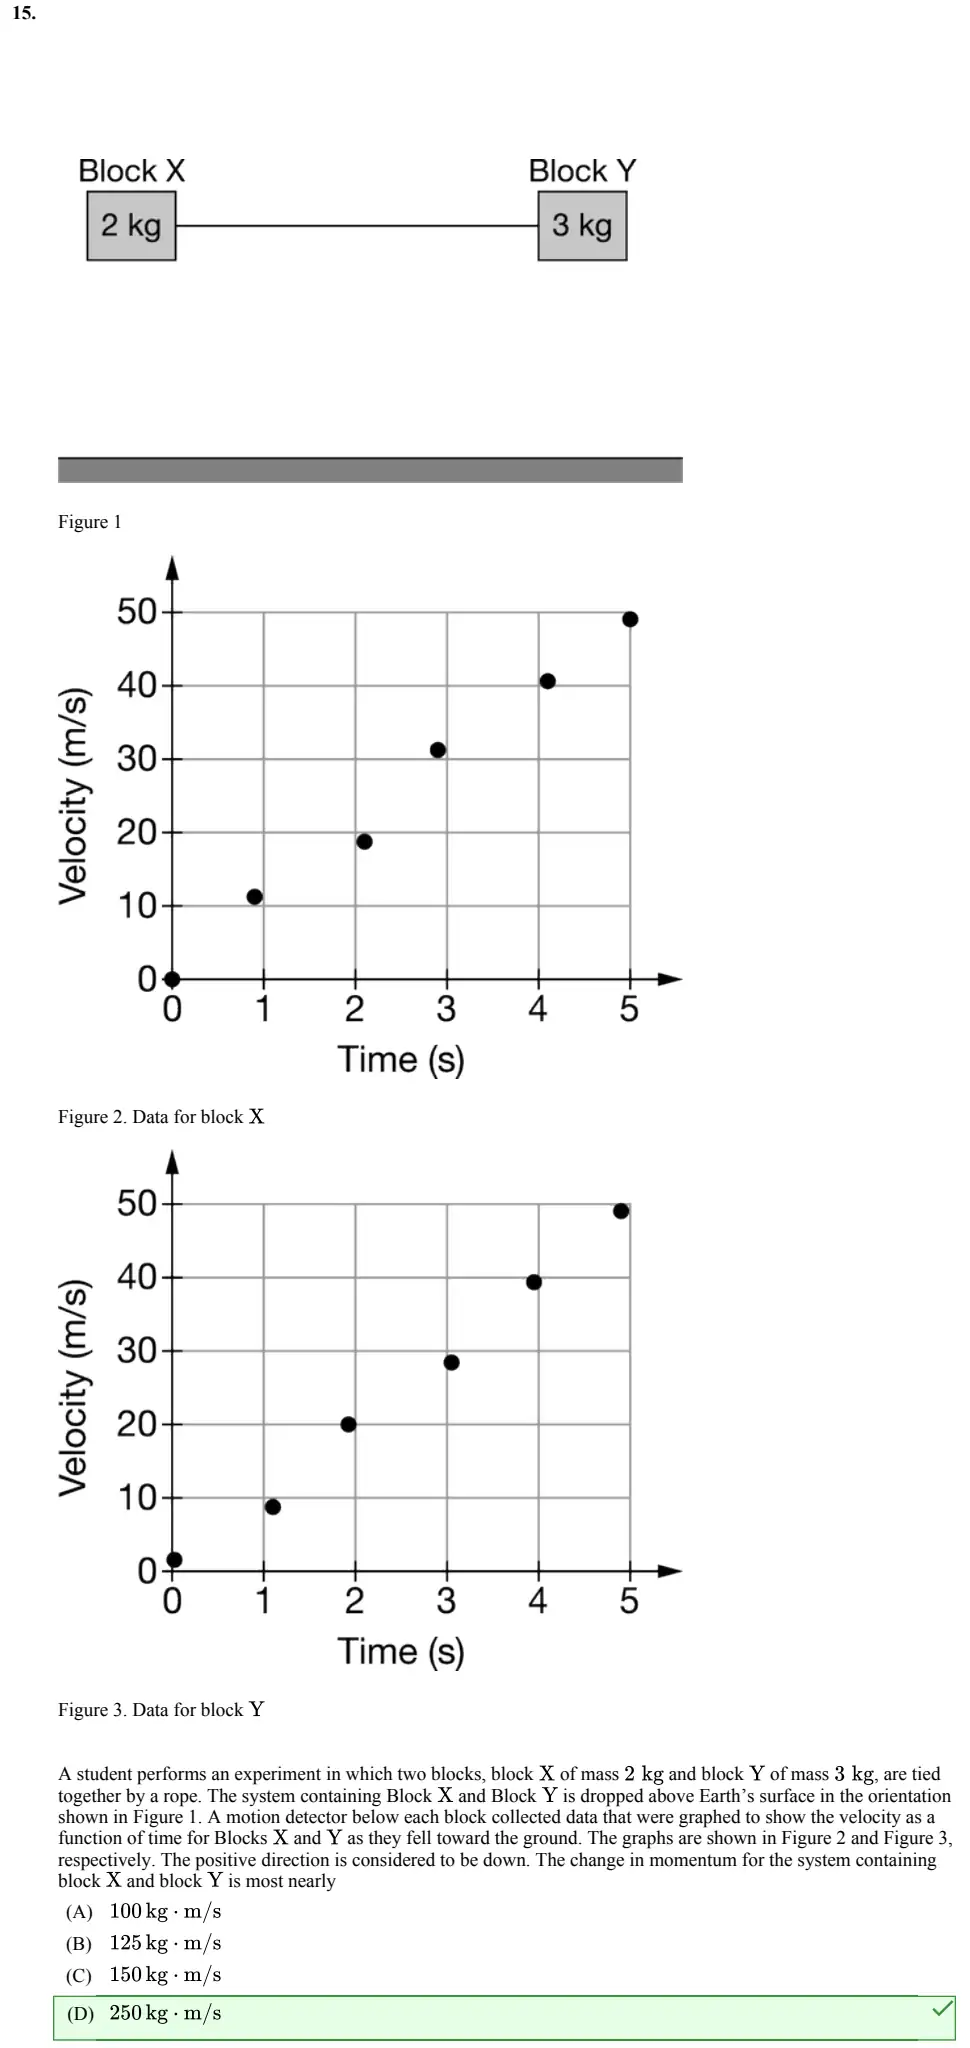 15.
Block X
Block Y
2 kg
3 kg
Figure 1
50
40
30
20
10
0
Velocity (m/s)
0 1 2 3 4 5
Time (s)
Figure 2. Data for block X
50
40
30
20
10
0
Velocity (m/s)
0 1 2 3 4 5
Time (s)
Figure 3. Data for block Y
A student performs an experiment in which two blocks, block X of mass 2 kg and block Y of mass 3 kg, are tied
together by a rope. The system containing Block X and Block Y is dropped above Earth's surface in the orientation
shown in Figure 1. A motion detector below each block collected data that were graphed to show the velocity as a
function of time for Blocks X and Y as they fell toward the ground. The graphs are shown in Figure 2 and Figure 3,
respectively. The positive direction is considered to be down. The change in momentum for the system containing
block X and block Y is most nearly
(A) 100 kg · m/s
(B) 125 kg · m/s
(C) 150 kg · m/s
(D) 250 kg · m/s